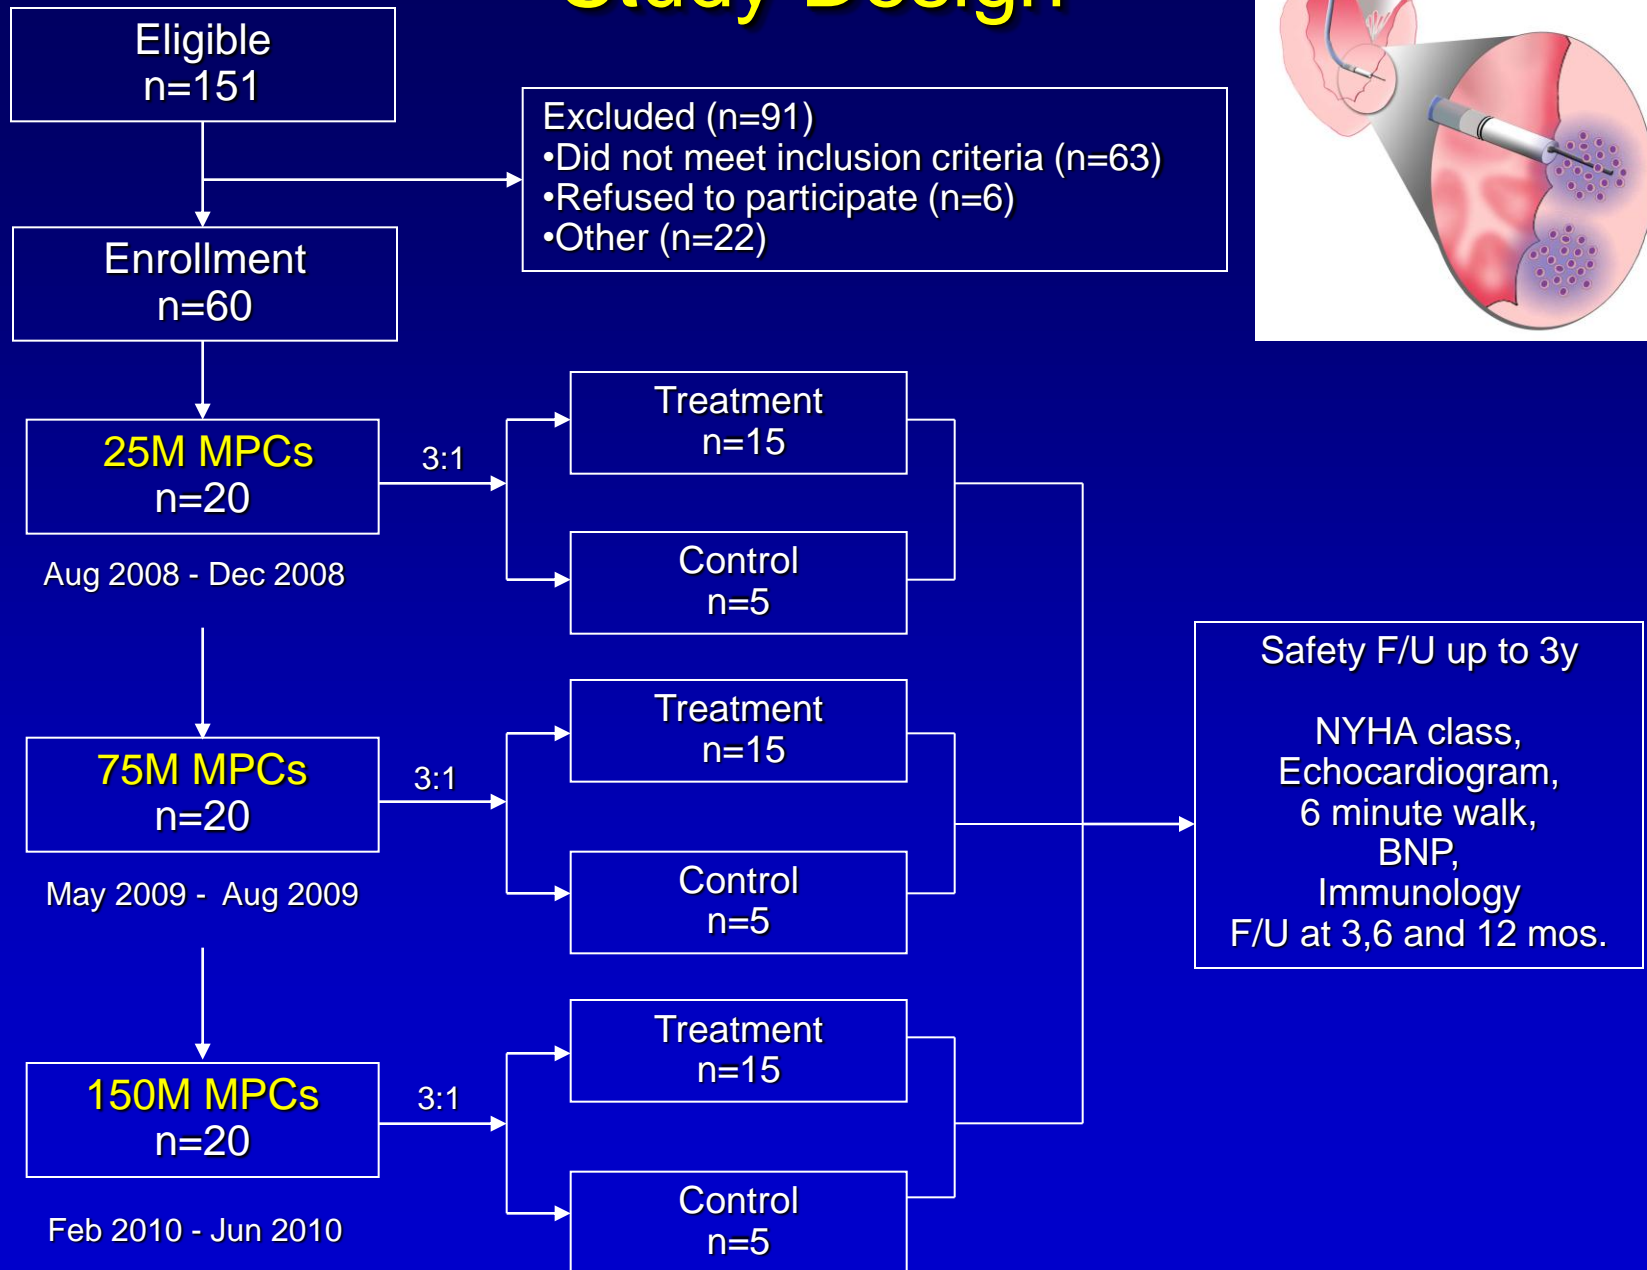 Study Design
Eligible
n=151
Excluded (n=91)
•Did not meet inclusion criteria (n=63)
•Refused to participate (n=6)
•Other (n=22)
Enrollment
n=60
25M MPCs
n=20
Aug 2008 - Dec 2008
3:1
Treatment
n=15
Control
n=5
75M MPCs
n=20
May 2009 -  Aug 2009
3:1
Treatment
n=15
Control
n=5
150M MPCs
n=20
Feb 2010 - Jun 2010
3:1
Treatment
n=15
Control
n=5
Safety F/U up to 3y
NYHA class,
Echocardiogram,
6 minute walk,
BNP,
Immunology
F/U at 3,6 and 12 mos.